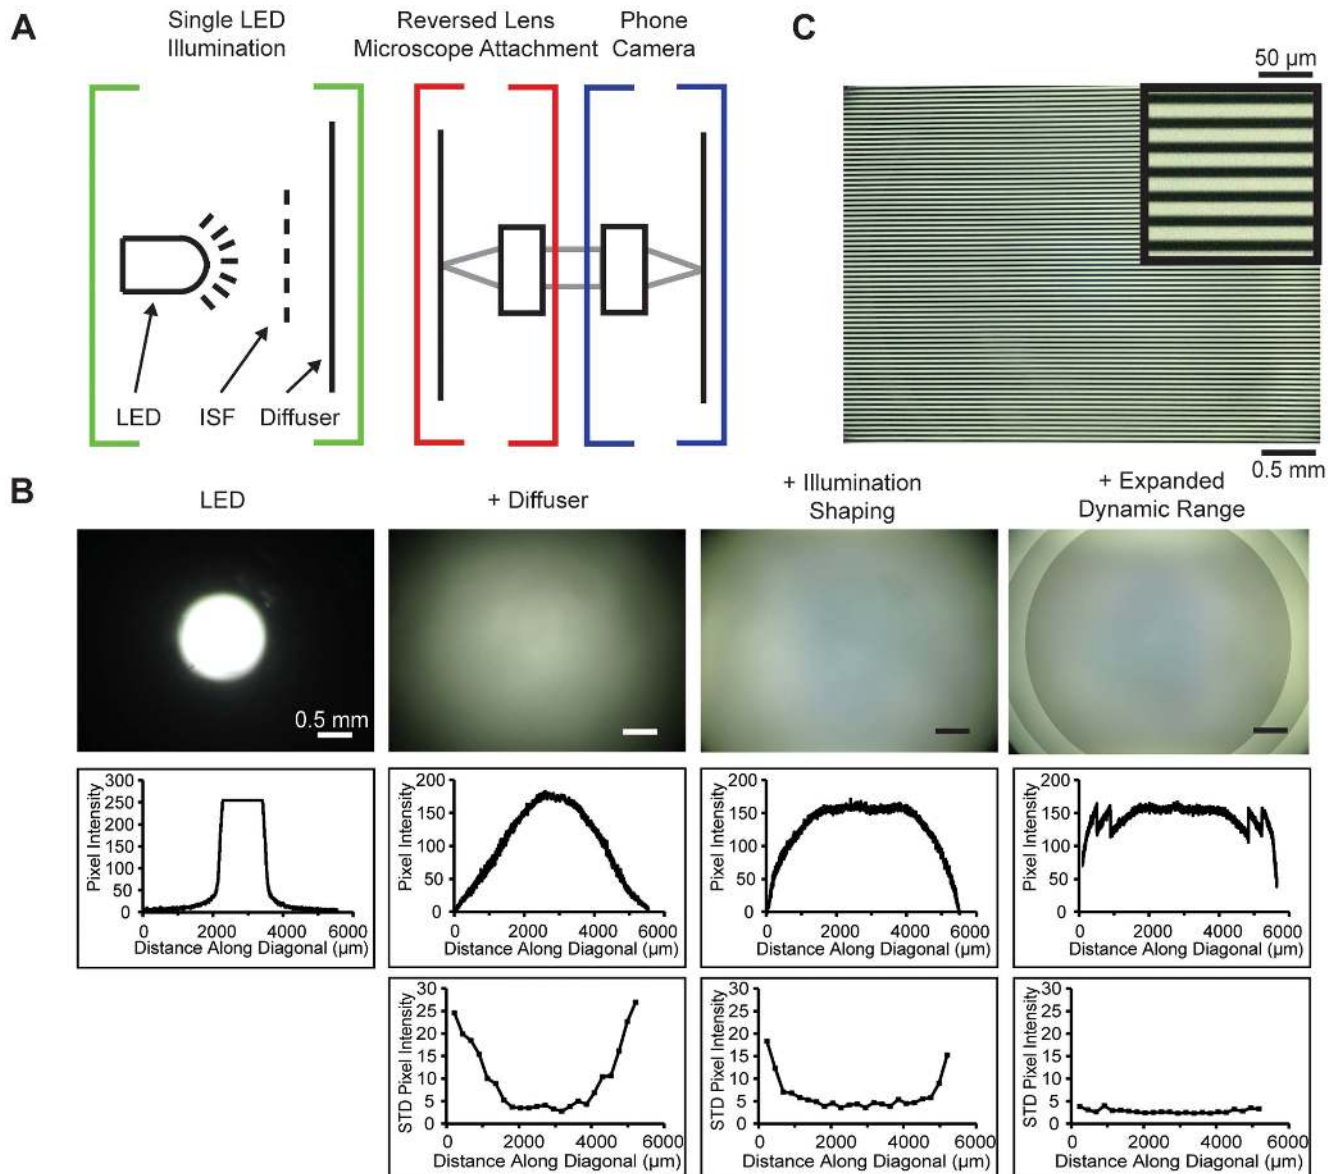 A
Single LED
Illumination
Reversed Lens
Microscope Attachment
Phone
Camera
LED
ISF
Diffuser
C
50 µm
0.5 mm
B
LED
+ Diffuser
+ Illumination
Shaping
+ Expanded
Dynamic Range
0.5 mm
Pixel Intensity
300
250
200
150
100
50
0
0 2000 4000 6000
Distance Along Diagonal (µm)
Pixel Intensity
200
150
100
50
0
0 2000 4000 6000
Distance Along Diagonal (µm)
Pixel Intensity
200
150
100
50
0
0 2000 4000 6000
Distance Along Diagonal (µm)
Pixel Intensity
200
150
100
50
0
0 2000 4000 6000
Distance Along Diagonal (µm)
STD Pixel Intensity
30
25
20
15
10
5
0
0 2000 4000 6000
Distance Along Diagonal (µm)
STD Pixel Intensity
30
25
20
15
10
5
0
0 2000 4000 6000
Distance Along Diagonal (µm)
STD Pixel Intensity
30
25
20
15
10
5
0
0 2000 4000 6000
Distance Along Diagonal (µm)